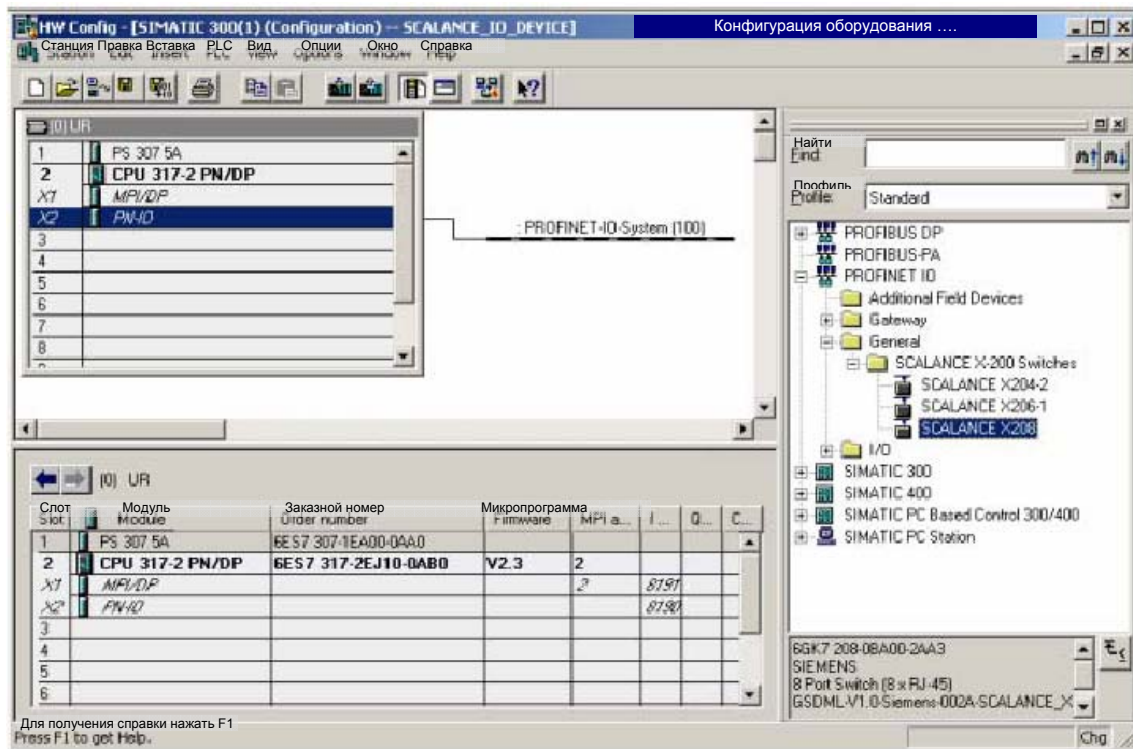 HW Config - [SIMATIC 300(1) (Configuration) -- SCALANCE_IO_DEVICE]
Конфигурация оборудования ....
Станция Правка Вставка PLC Вид Опции Окно Справка
Station Edit Insert PLC View Options Window Help
(0) UR
1 PS 307 5A
2 CPU 317-2 PN/DP
X1 MPI/DP
X2 PN-IO
3
4
5
6
7
8
: PROFINET-IO-System (100)
Найти
Find:
Профиль
Profile: Standard
PROFIBUS DP
PROFIBUS-PA
PROFINET IO
Additional Field Devices
Gateway
General
SCALANCE X-200 Switches
SCALANCE X204-2
SCALANCE X206-1
SCALANCE X208
I/O
SIMATIC 300
SIMATIC 400
SIMATIC PC Based Control 300/400
SIMATIC PC Station
(0) UR
Слот Модуль Заказной номер Микропрограмма
Slot Module Order number Firmware MPI a... I ... Q... C...
1 PS 307 5A 6ES7 307-1EA00-0AA0
2 CPU 317-2 PN/DP 6ES7 317-2EJ10-0AB0 V2.3 2
X1 MPI/DP 2 8191
X2 PN-IO 8190
3
4
5
6
6GK7 208-0BA00-2AA3
SIEMENS
8 Port Switch (8 x RJ-45)
GSDML-V1.0-Siemens-002A-SCALANCE_X
Для получения справки нажать F1
Press F1 to get Help.
Chg